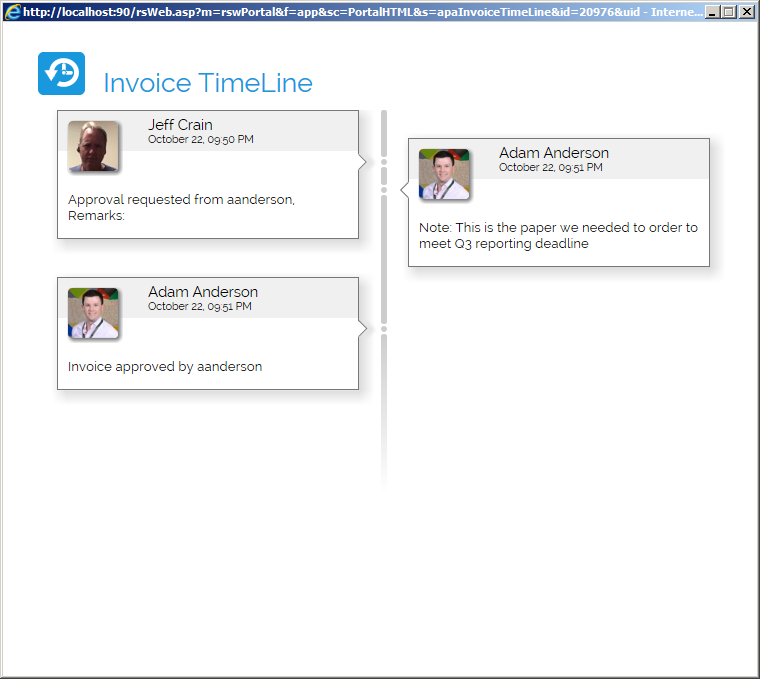 http://localhost:90/rsWeb.asp?m=rswPortal&f=app&sc=PortalHTML&s=apaInvoiceTimeLine&id=20976&uid - Interne...
Invoice TimeLine
Jeff Crain
October 22, 09:50 PM
Approval requested from aanderson,
Remarks:
Adam Anderson
October 22, 09:51 PM
Note: This is the paper we needed to order to
meet Q3 reporting deadline
Adam Anderson
October 22, 09:51 PM
Invoice approved by aanderson